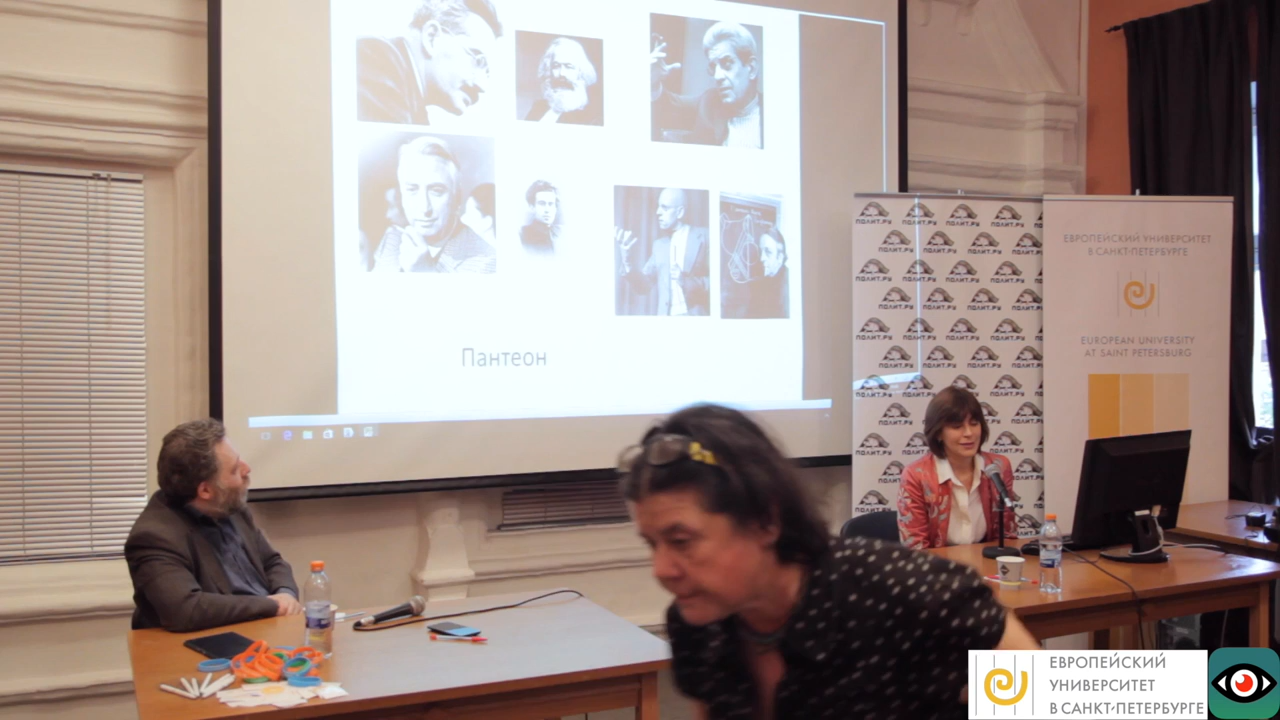 Пантеон
ПОЛИТ.РУ
ЕВРОПЕЙСКИЙ УНИВЕРСИТЕТ
В САНКТ-ПЕТЕРБУРГЕ
EUROPEAN UNIVERSITY
AT SAINT PETERSBURG
ЕВРОПЕЙСКИЙ
УНИВЕРСИТЕТ
В САНКТ-ПЕТЕРБУРГЕ